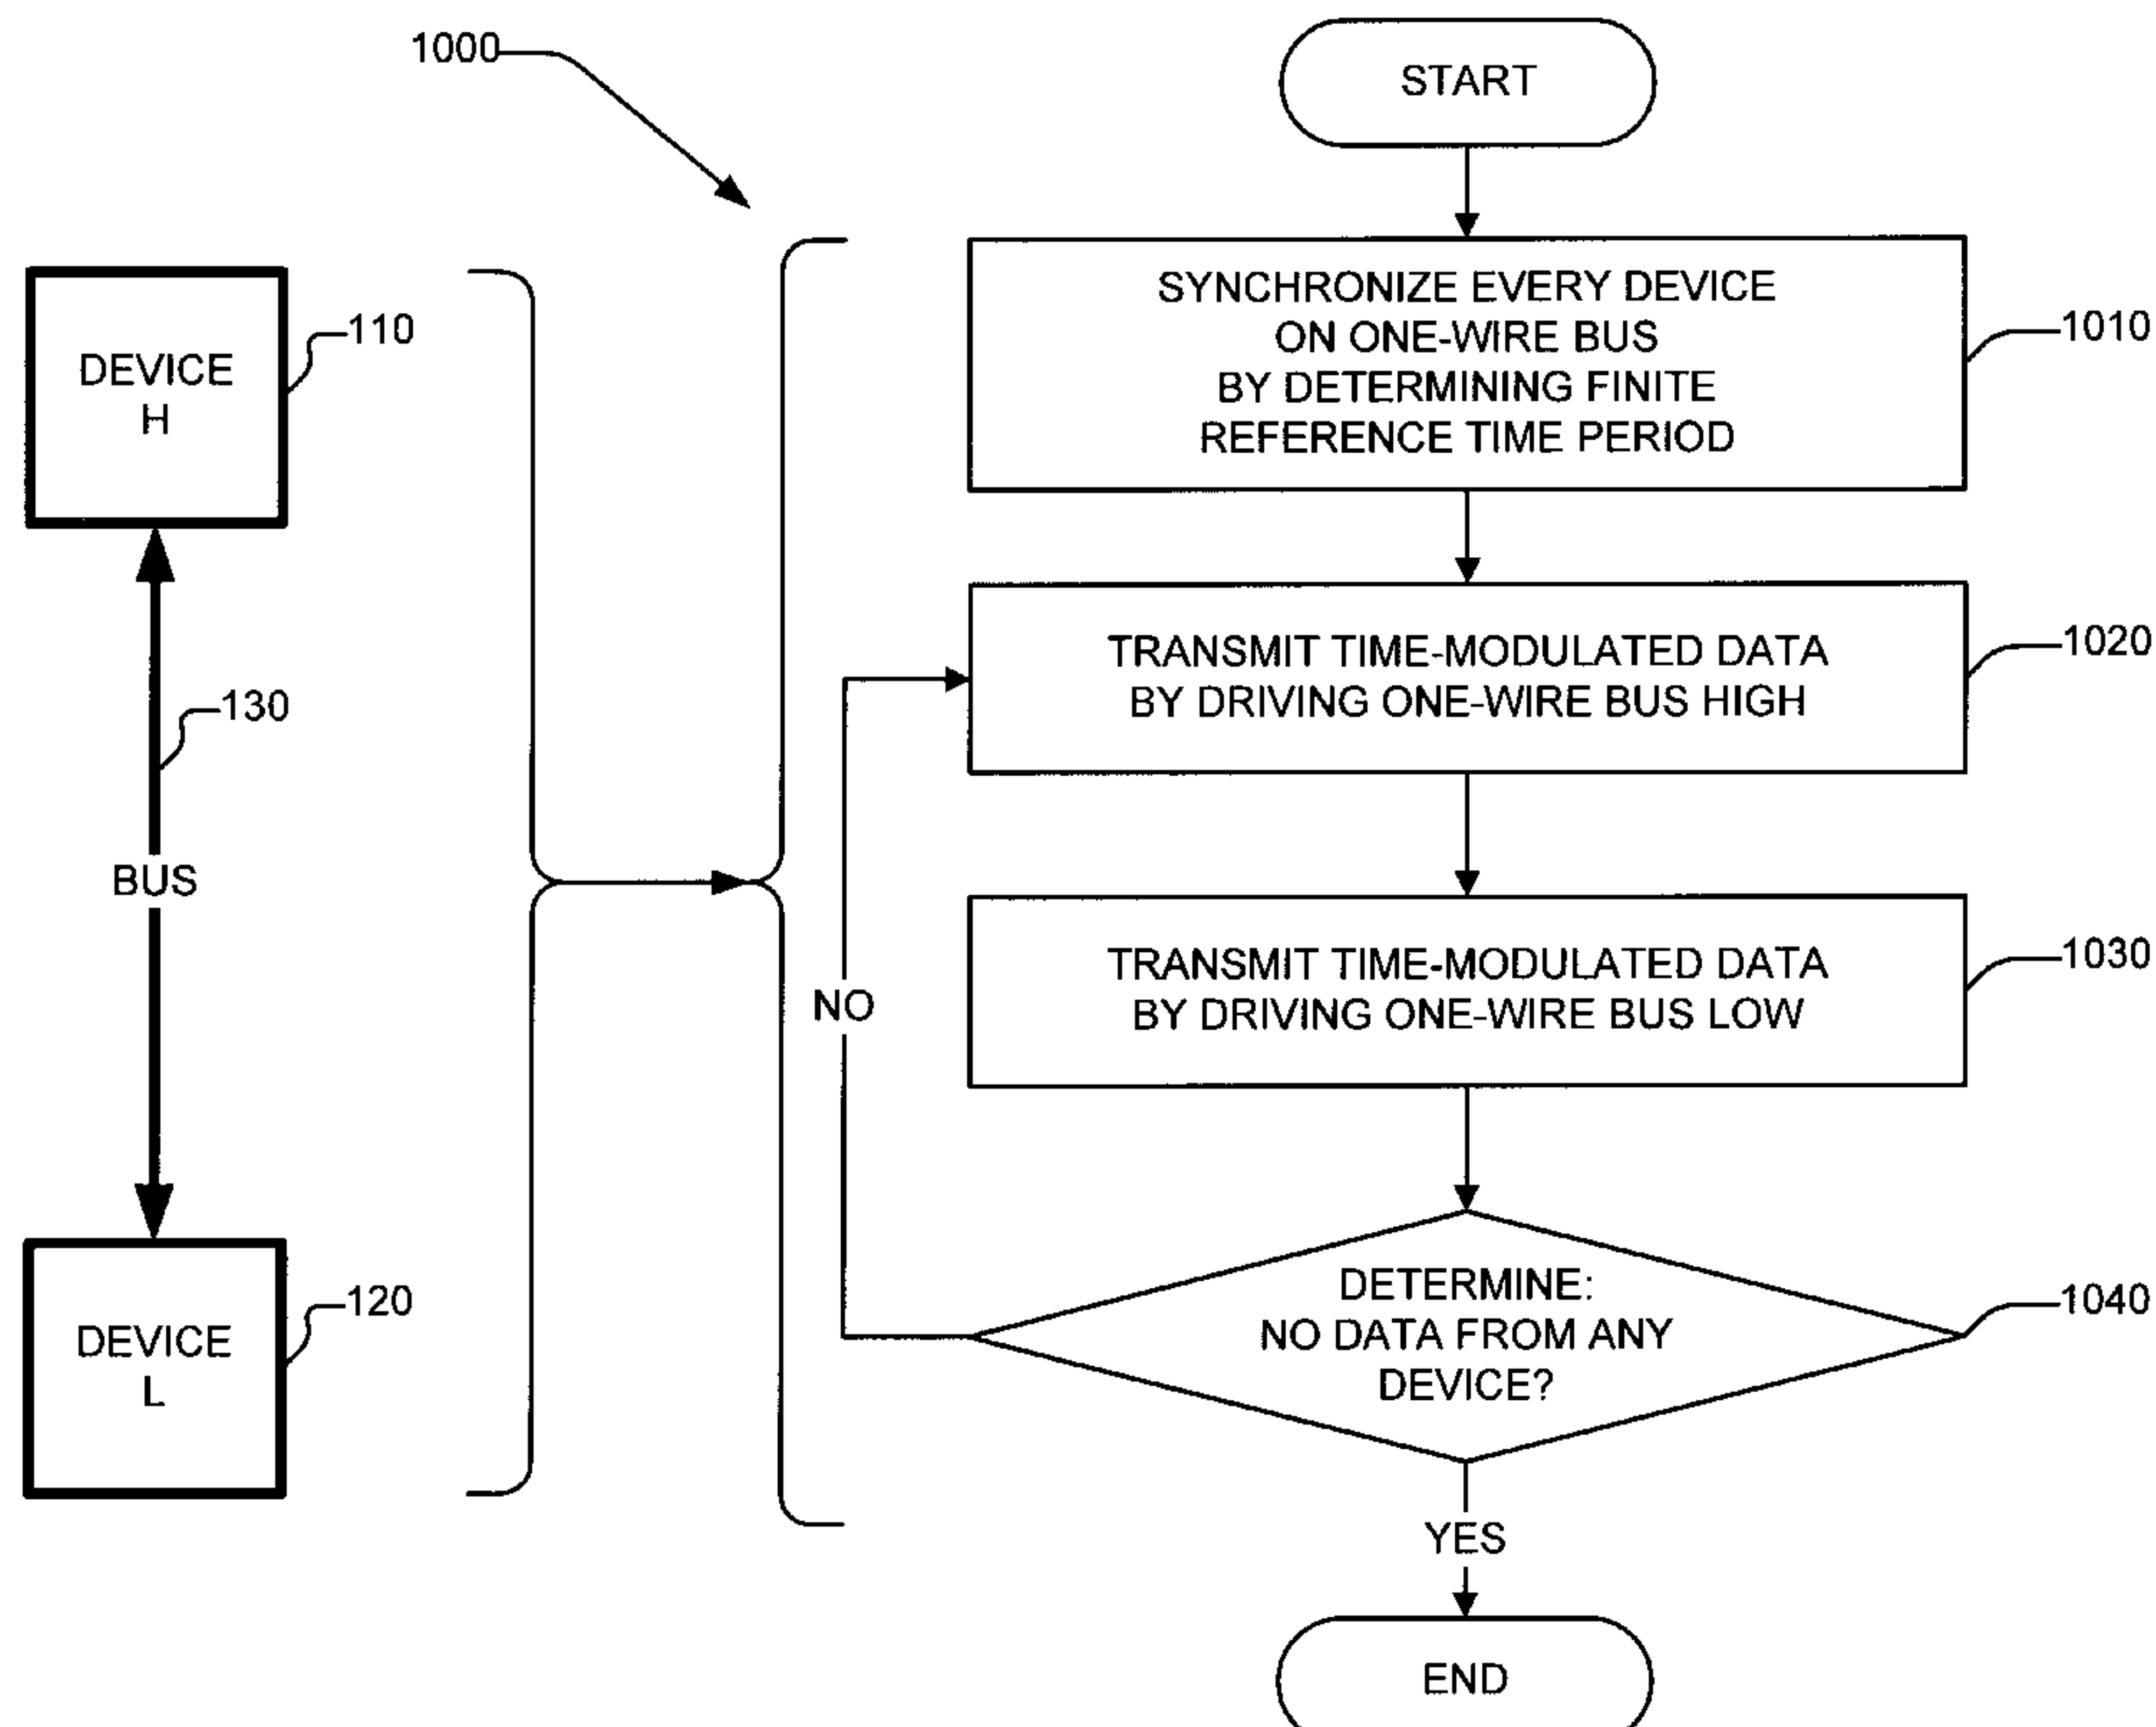 1000
START
DEVICE
H
110
130
BUS
DEVICE
L
120
SYNCHRONIZE EVERY DEVICE
ON ONE-WIRE BUS
BY DETERMINING FINITE
REFERENCE TIME PERIOD
1010
TRANSMIT TIME-MODULATED DATA
BY DRIVING ONE-WIRE BUS HIGH
1020
TRANSMIT TIME-MODULATED DATA
BY DRIVING ONE-WIRE BUS LOW
1030
NO
DETERMINE:
NO DATA FROM ANY
DEVICE?
1040
YES
END